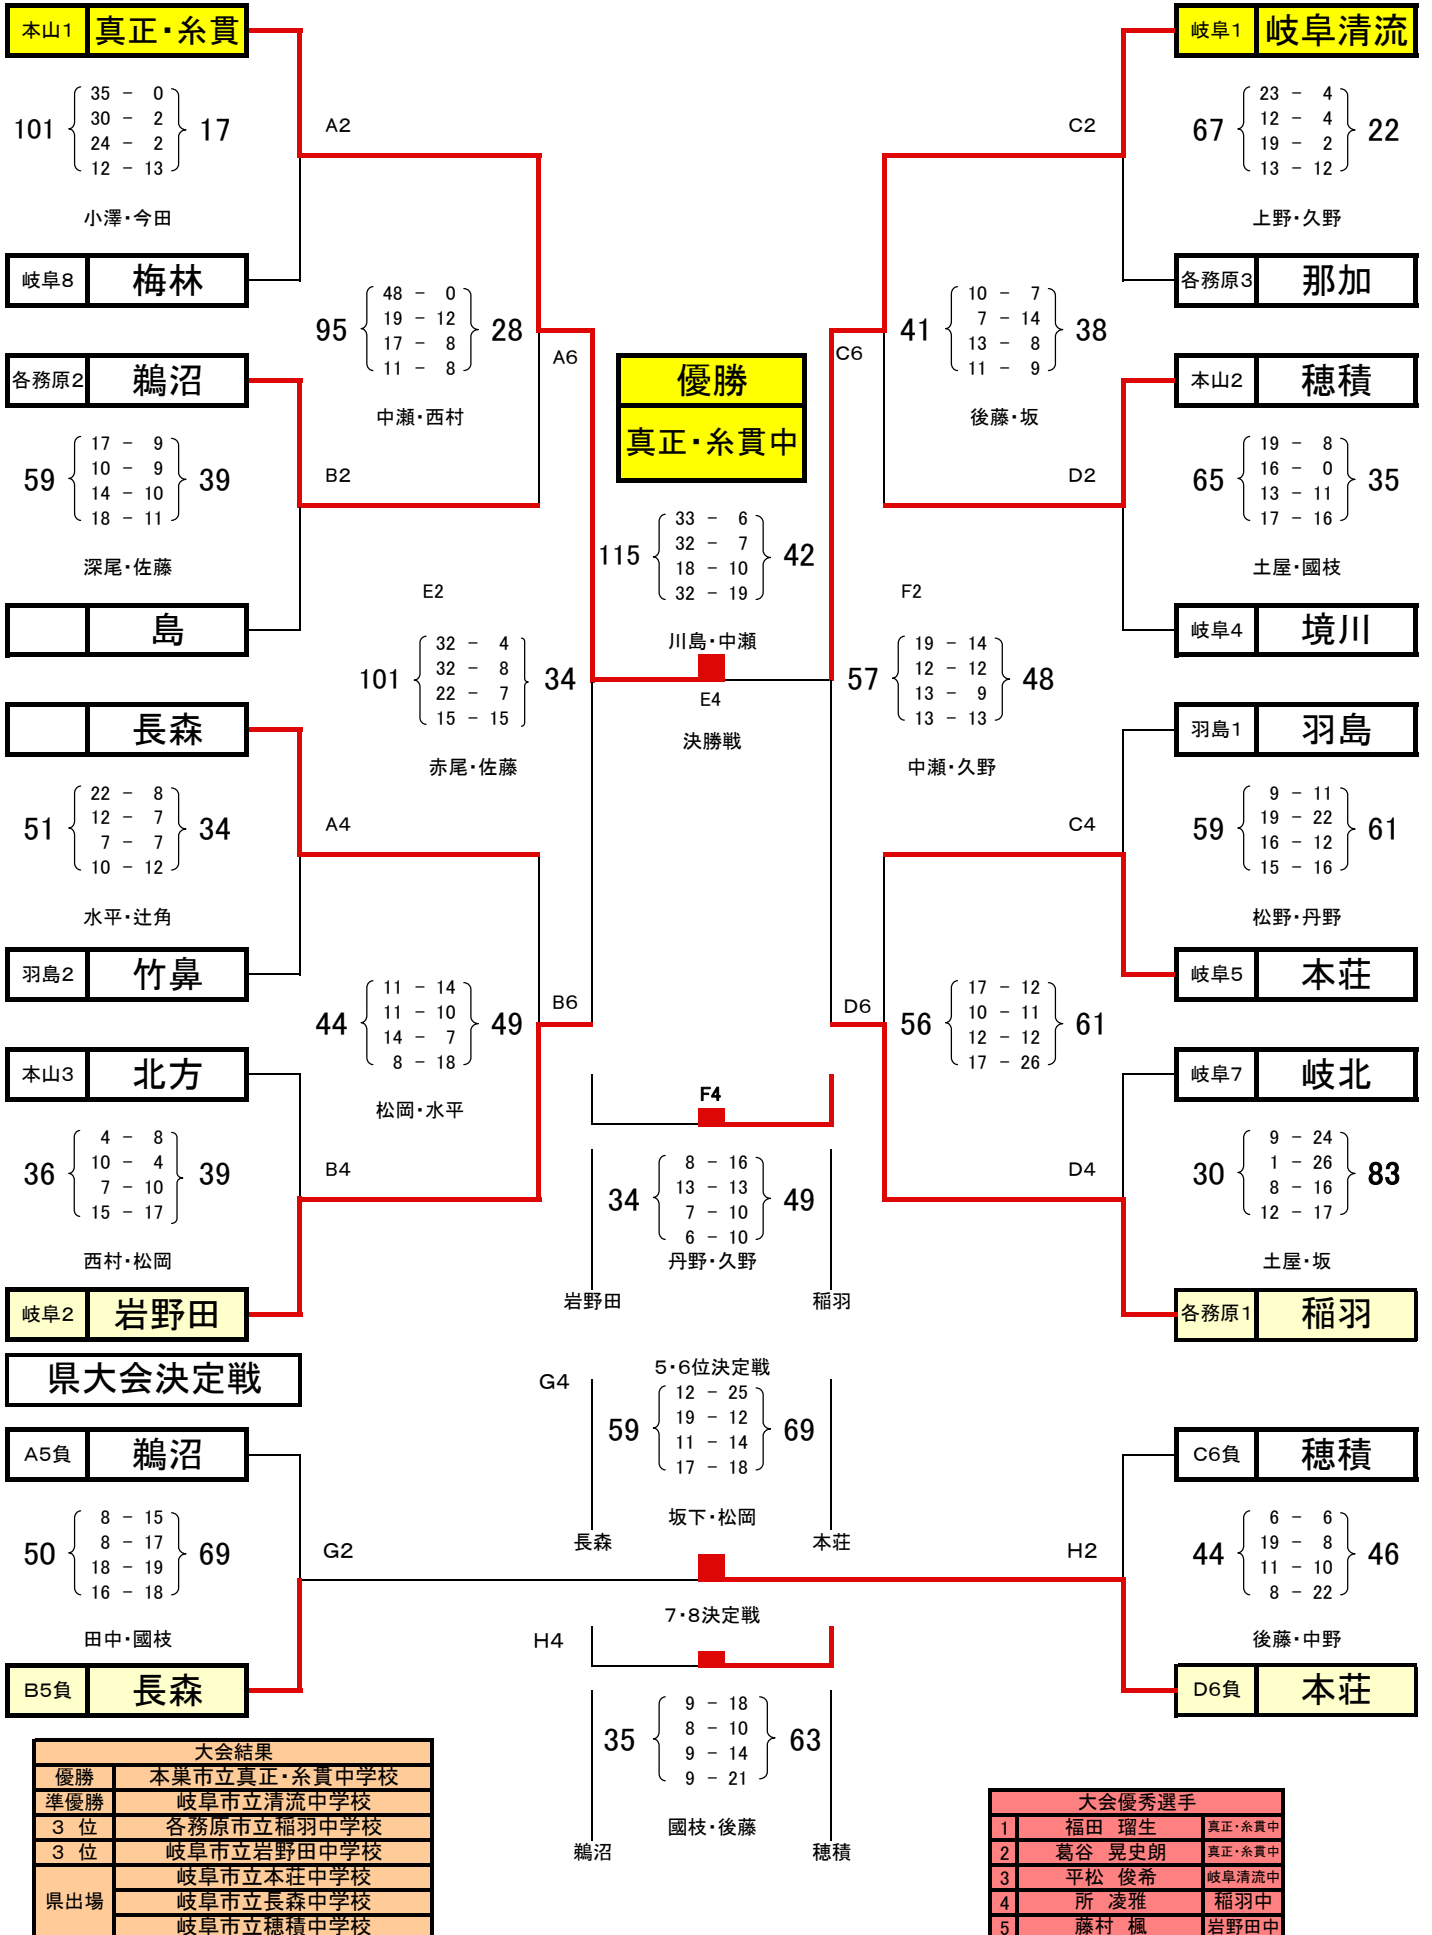 本山1 真正・糸貫
101 35 － 0 17
30 － 2
24 － 2
12 － 13
小澤・今田
A2
岐阜8 梅林
各務原2 鵜沼
59 17 － 9 39
10 － 9
14 － 10
18 － 11
深尾・佐藤
B2
島
95 48 － 0 28
19 － 12
17 － 8
11 － 8
中瀬・西村
A6
長森
51 22 － 8 34
12 － 7
7 － 7
10 － 12
水平・辻角
A4
羽島2 竹鼻
本山3 北方
36 4 － 8 39
10 － 4
7 － 10
15 － 17
西村・松岡
B4
岐阜2 岩野田
44 11 － 14 49
11 － 10
14 － 7
8 － 18
松岡・水平
B6
E2
101 32 － 4 34
32 － 8
22 － 7
15 － 15
赤尾・佐藤
優勝
真正・糸貫中
115 33 － 6 42
32 － 7
18 － 10
32 － 19
川島・中瀬
E4
決勝戦
岐阜1 岐阜清流
67 23 － 4 22
12 － 4
19 － 2
13 － 12
上野・久野
C2
各務原3 那加
本山2 穂積
65 19 － 8 35
16 － 0
13 － 11
17 － 16
土屋・國枝
D2
岐阜4 境川
41 10 － 7 38
7 － 14
13 － 8
11 － 9
後藤・坂
C6
F2
57 19 － 14 48
12 － 12
13 － 9
13 － 13
中瀬・久野
羽島1 羽島
59 9 － 11 61
19 － 22
16 － 12
15 － 16
松野・丹野
C4
岐阜5 本荘
岐阜7 岐北
30 9 － 24 83
1 － 26
8 － 16
12 － 17
土屋・坂
D4
各務原1 稲羽
56 17 － 12 61
10 － 11
12 － 12
17 － 26
D6
F4
34 8 － 16 49
13 － 13
7 － 10
6 － 10
丹野・久野
岩野田 稲羽
県大会決定戦
A5負 鵜沼
50 8 － 15 69
8 － 17
18 － 19
16 － 18
田中・國枝
G2
B5負 長森
G4
5・6位決定戦
59 12 － 25 69
19 － 12
11 － 14
17 － 18
坂下・松岡
長森 本荘
C6負 穂積
44 6 － 6 46
19 － 8
11 － 10
8 － 22
後藤・中野
H2
D6負 本荘
7・8決定戦
H4
35 9 － 18 63
8 － 10
9 － 14
9 － 21
國枝・後藤
鵜沼 穂積
大会結果
優勝 本巣市立真正・糸貫中学校
準優勝 岐阜市立清流中学校
3 位 各務原市立稲羽中学校
3 位 岐阜市立岩野田中学校
県出場 岐阜市立本荘中学校
岐阜市立長森中学校
岐阜市立穂積中学校
大会優秀選手
1 福田 瑠生 真正・糸貫中
2 葛谷 晃史朗 真正・糸貫中
3 平松 俊希 岐阜清流中
4 所 凌雅 稲羽中
5 藤村 楓 岩野田中